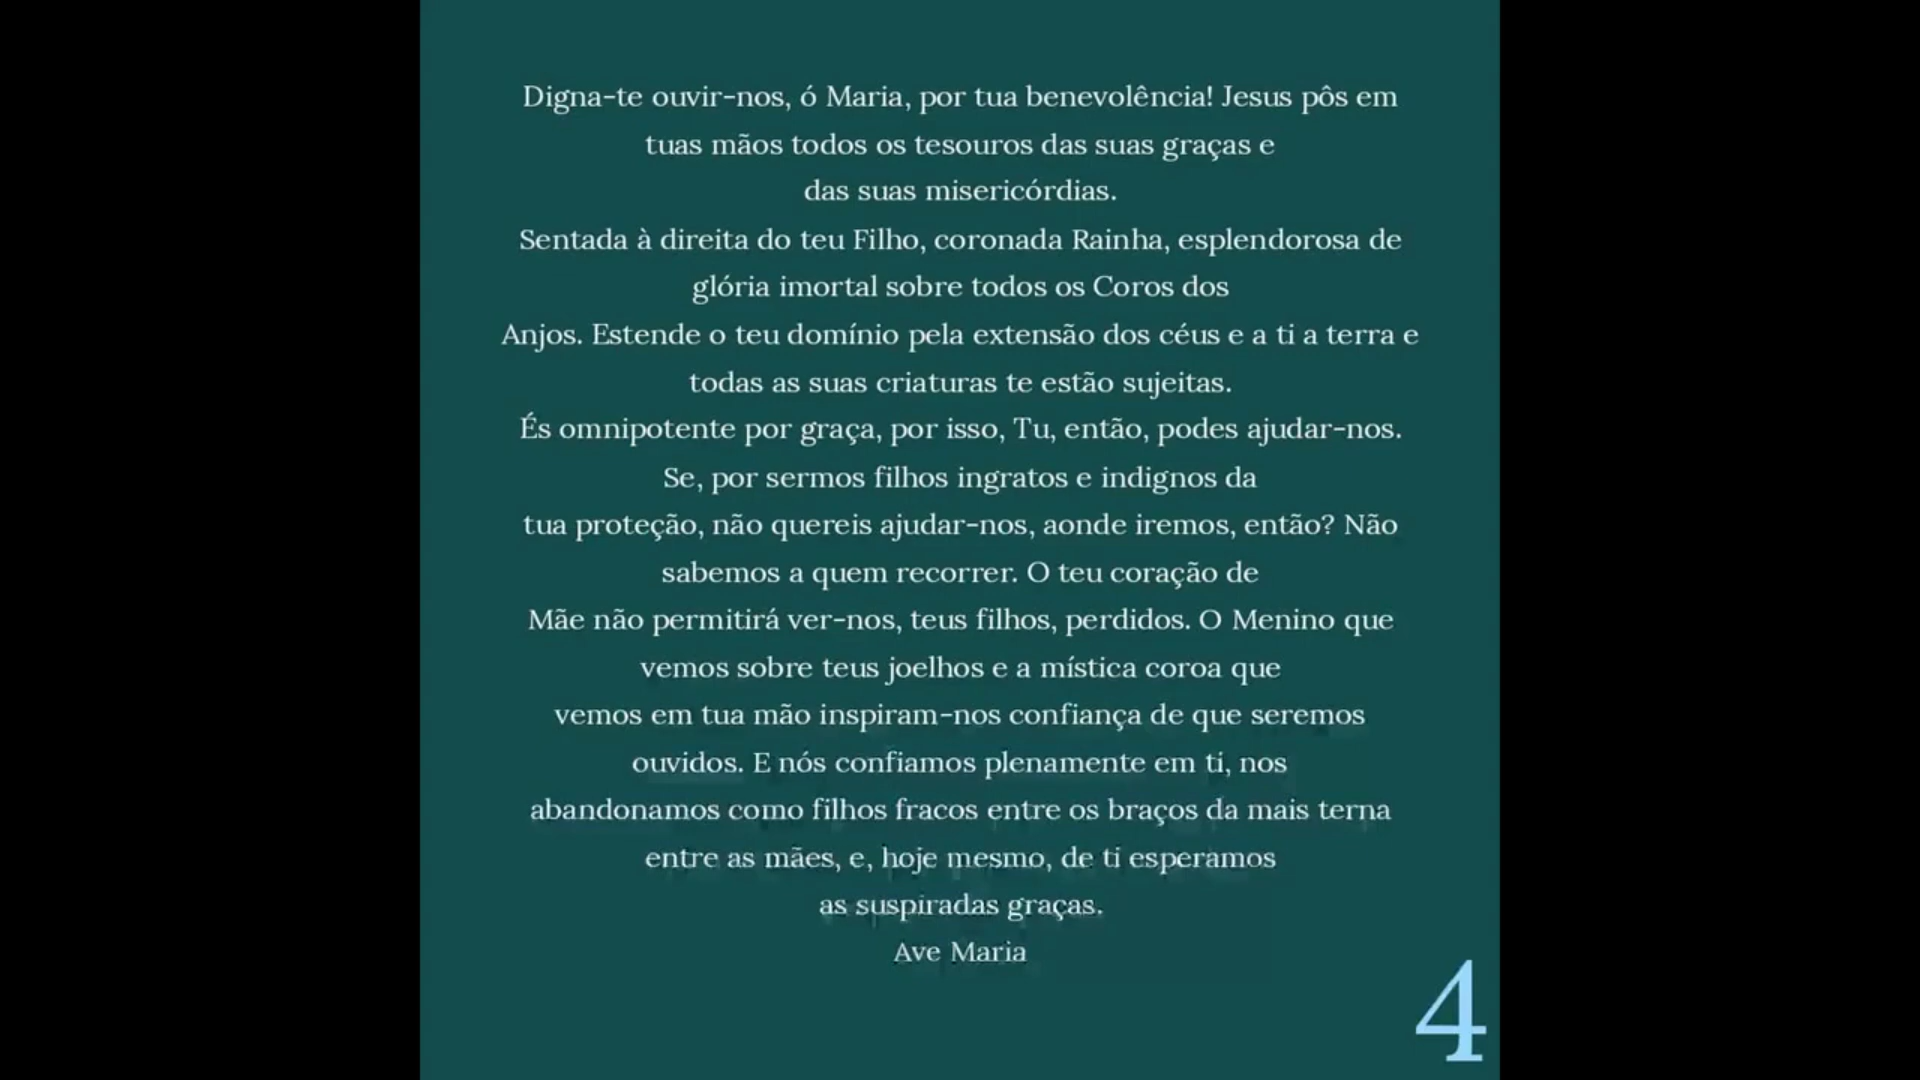 Digna-te ouvir-nos, ó Maria, por tua benevolência! Jesus pôs em
tuas mãos todos os tesouros das suas graças e
das suas misericórdias.
Sentada à direita do teu Filho, coronada Rainha, esplendorosa de
glória imortal sobre todos os Coros dos
Anjos. Estende o teu domínio pela extensão dos céus e a ti a terra e
todas as suas criaturas te estão sujeitas.
És omnipotente por graça, por isso, Tu, então, podes ajudar-nos.
Se, por sermos filhos ingratos e indignos da
tua proteção, não quereis ajudar-nos, aonde iremos, então? Não
sabemos a quem recorrer. O teu coração de
Mãe não permitirá ver-nos, teus filhos, perdidos. O Menino que
vemos sobre teus joelhos e a mística coroa que
vemos em tua mão inspiram-nos confiança de que seremos
ouvidos. E nós confiamos plenamente em ti, nos
abandonamos como filhos fracos entre os braços da mais terna
entre as mães, e, hoje mesmo, de ti esperamos
as suspiradas graças.
Ave Maria
4